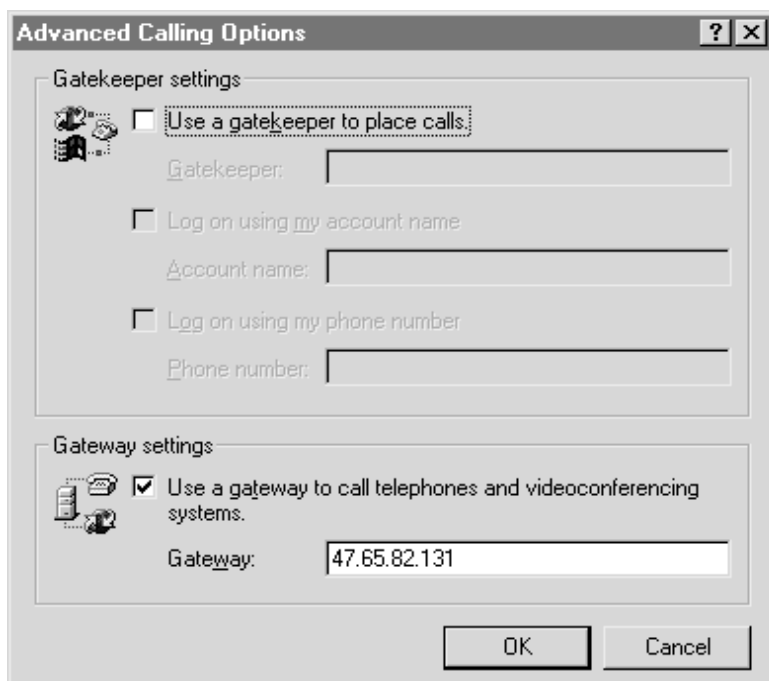 Advanced Calling Options
Gatekeeper settings
Use a gatekeeper to place calls.
Gatekeeper:
Log on using my account name
Account name:
Log on using my phone number
Phone number:
Gateway settings
Use a gateway to call telephones and videoconferencing
systems.
Gateway: 47.65.82.131
OK Cancel